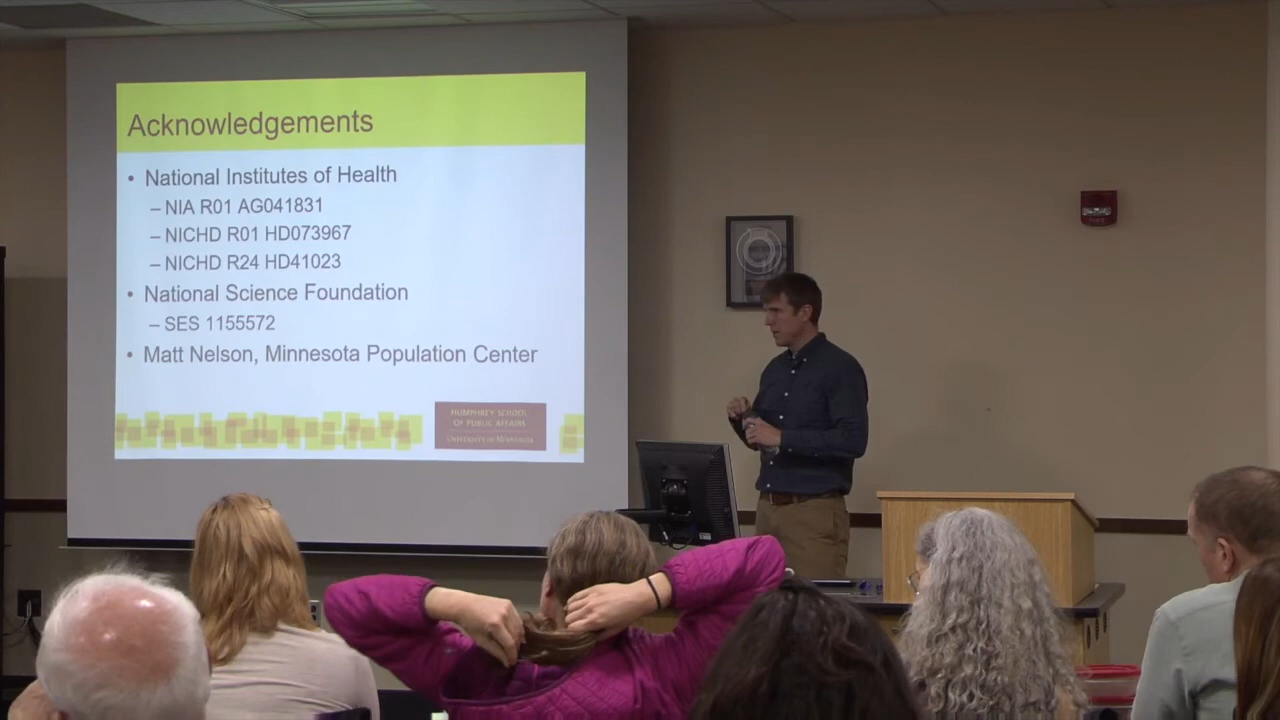 Acknowledgements
• National Institutes of Health
– NIA R01 AG041831
– NICHD R01 HD073967
– NICHD R24 HD41023
• National Science Foundation
– SES 1155572
• Matt Nelson, Minnesota Population Center
HUMPHREY SCHOOL
OF PUBLIC AFFAIRS
UNIVERSITY OF MINNESOTA